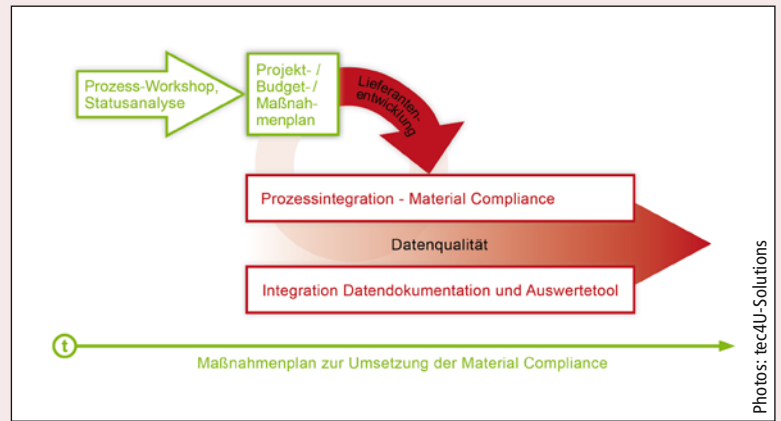 Prozess-Workshop,
Statusanalyse
Projekt- /
Budget- /
Maßnah-
menplan
Lieferanten-
entwicklung
Prozessintegration - Material Compliance
Datenqualität
Integration Datendokumentation und Auswertetool
t
Maßnahmenplan zur Umsetzung der Material Compliance
Photos: tec4U-Solutions